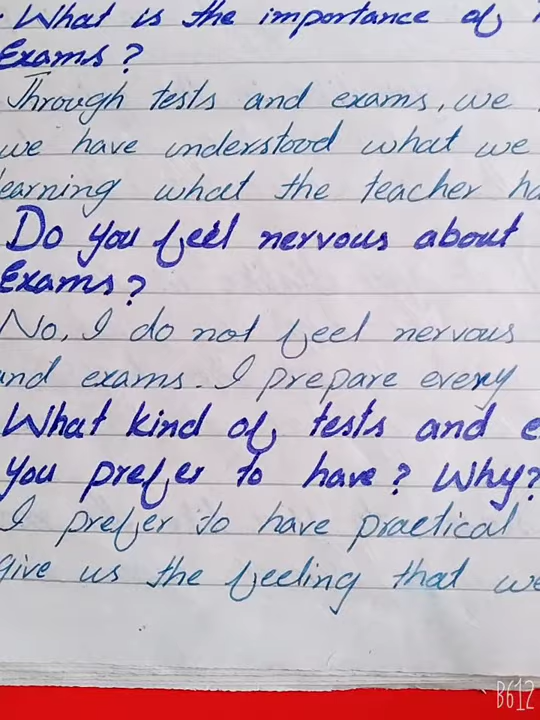 What is the importance of
Exams?
Through tests and exams, we
we have understood what we
learning what the teacher ha
Do you feel nervous about
Exams?
No, I do not feel nervous
and exams. I prepare every
What kind of tests and e
you prefer to have? Why?
I prefer to have practical
give us the feeling that we
B612